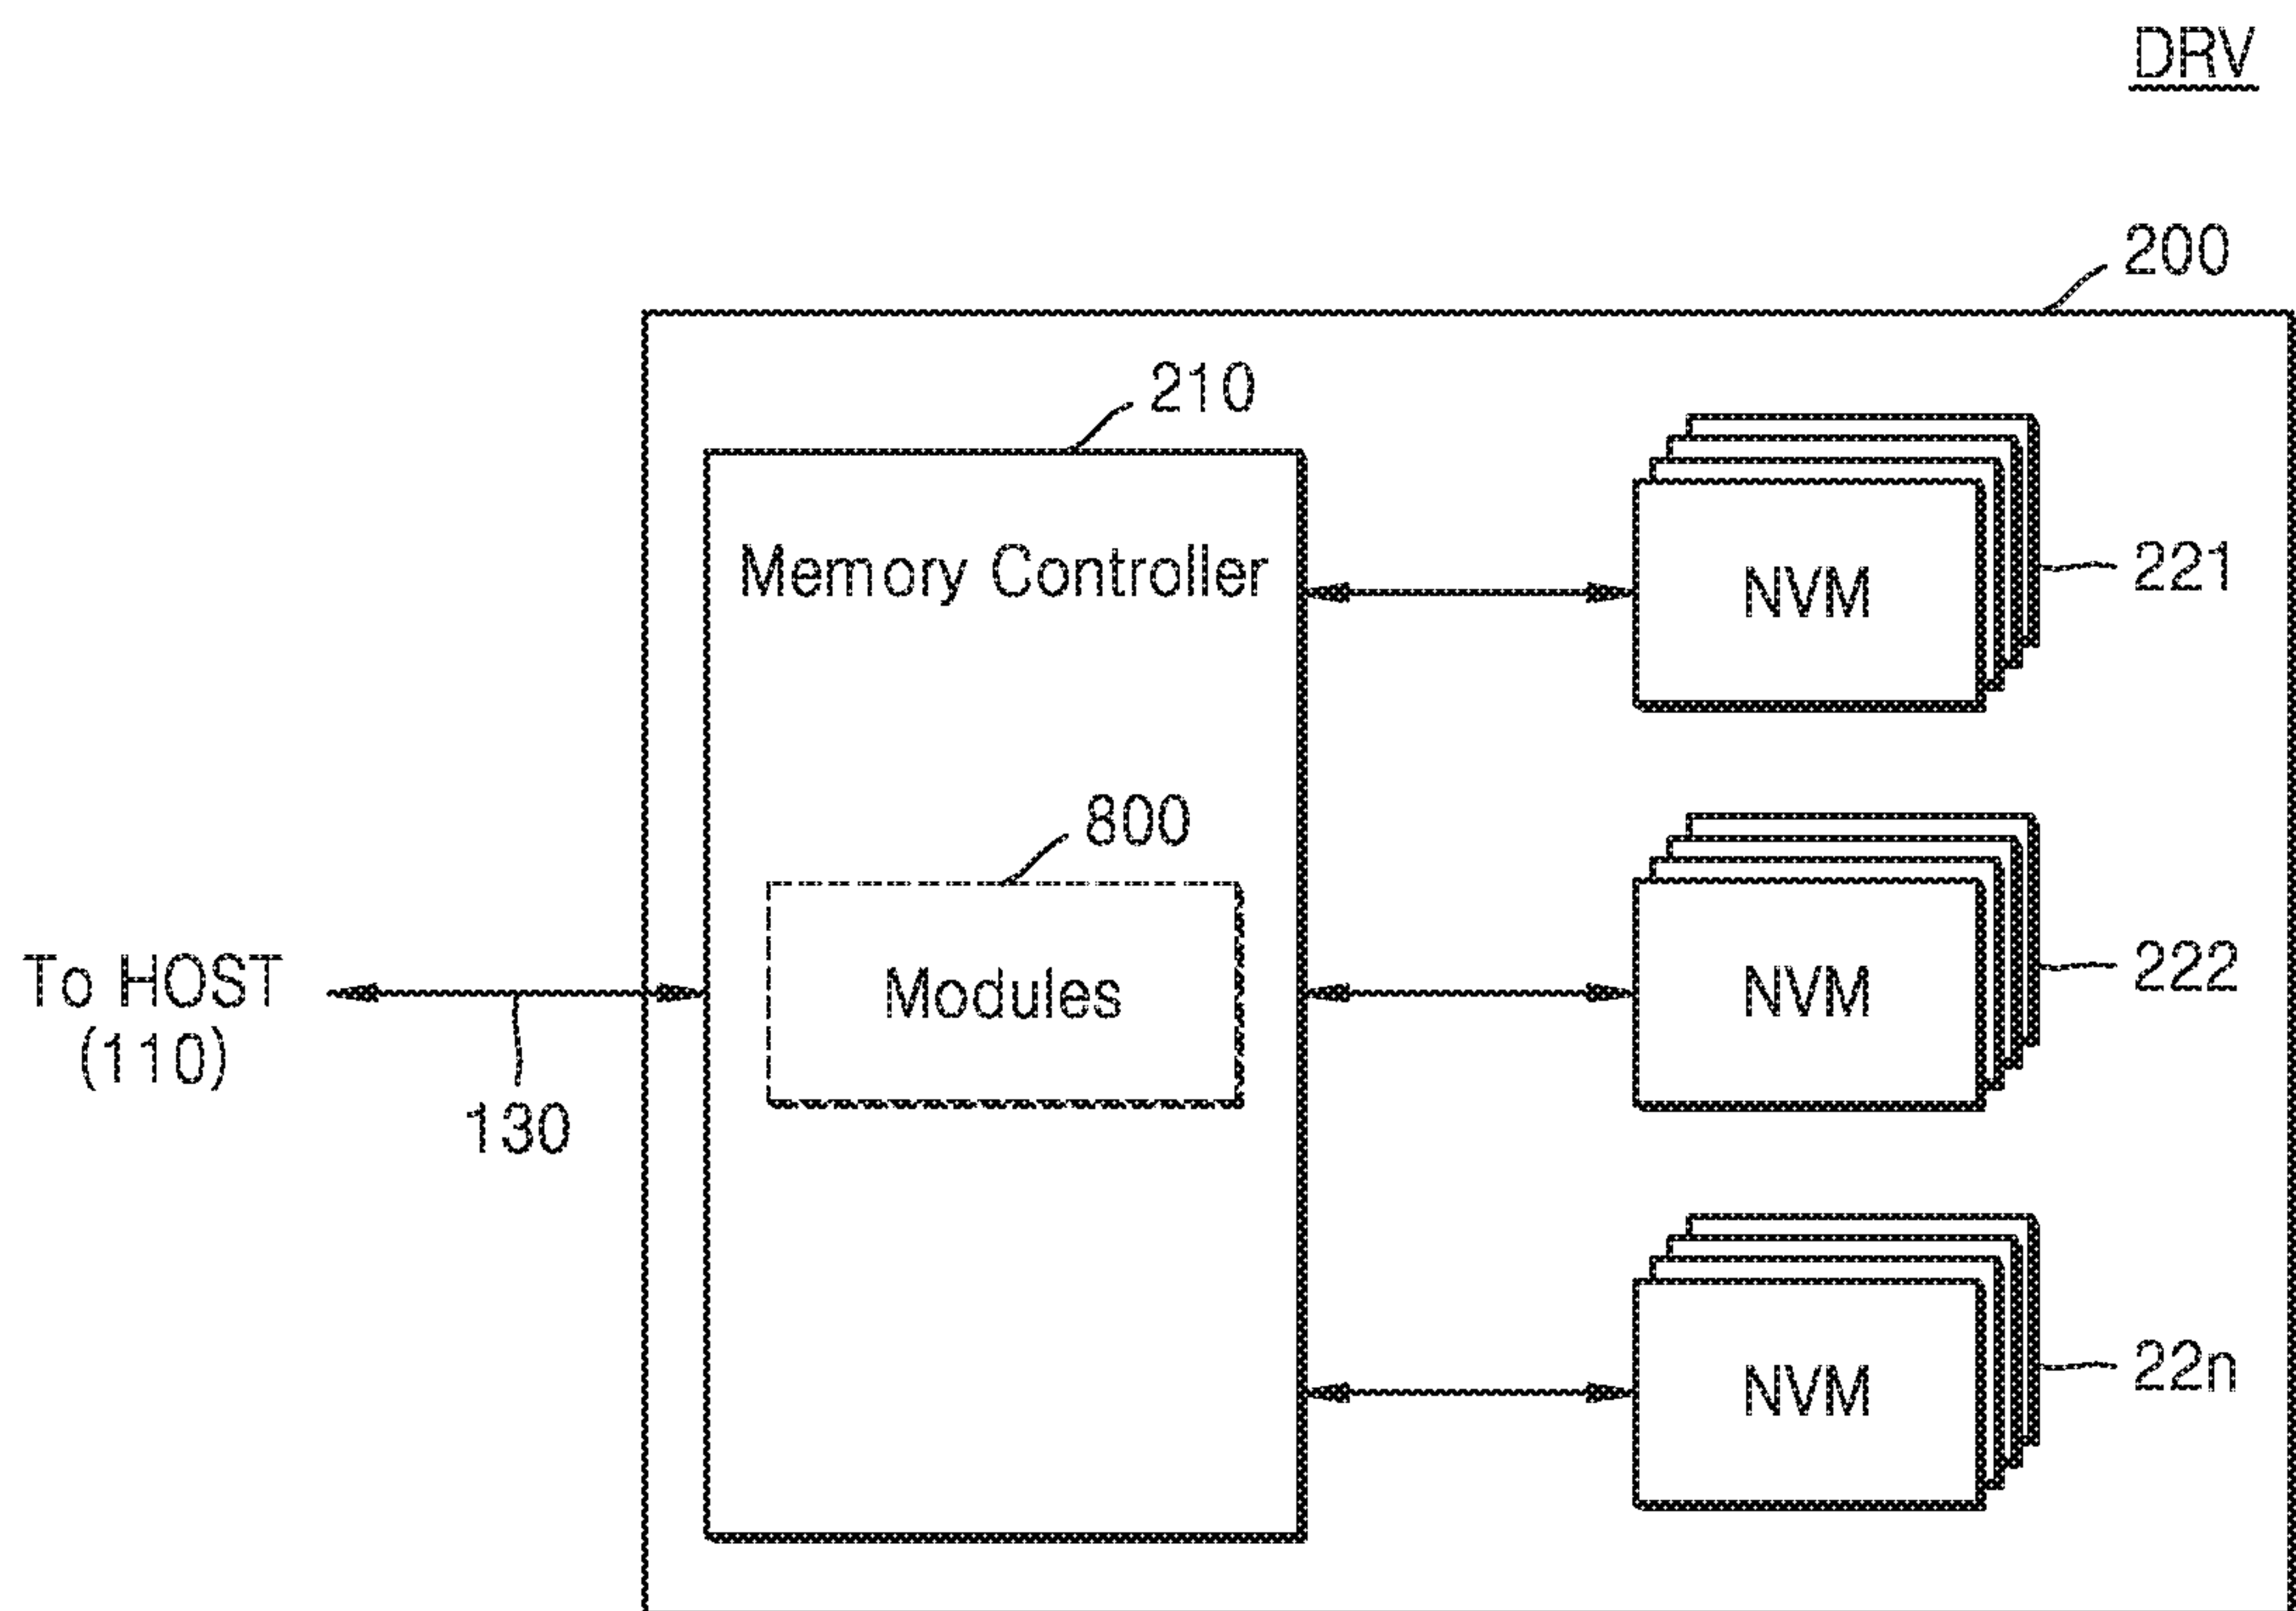 DRV
200
210
Memory Controller
NVM
221
800
Modules
To HOST
(110)
130
NVM
222
NVM
22n